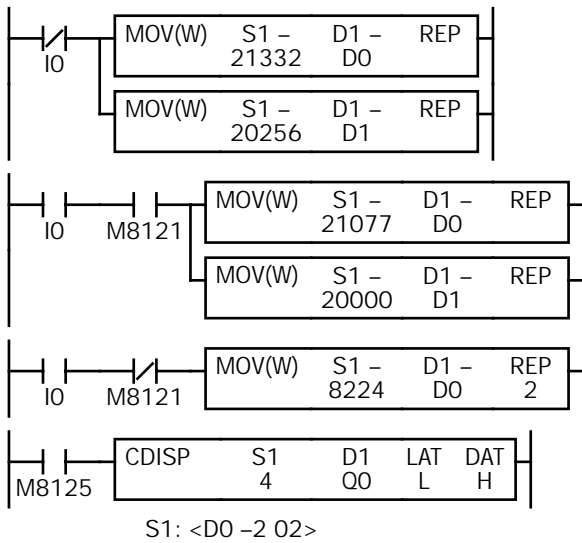 MOV(W) S1 – D1 – REP
I0 21332 D0
MOV(W) S1 – D1 – REP
20256 D1
MOV(W) S1 – D1 – REP
I0 M8121 21077 D0
MOV(W) S1 – D1 – REP
20000 D1
MOV(W) S1 – D1 – REP
I0 M8121 8224 D0 2
CDISP S1 D1 LAT DAT
M8125 4 Q0 L H
S1: <D0 –2 02>